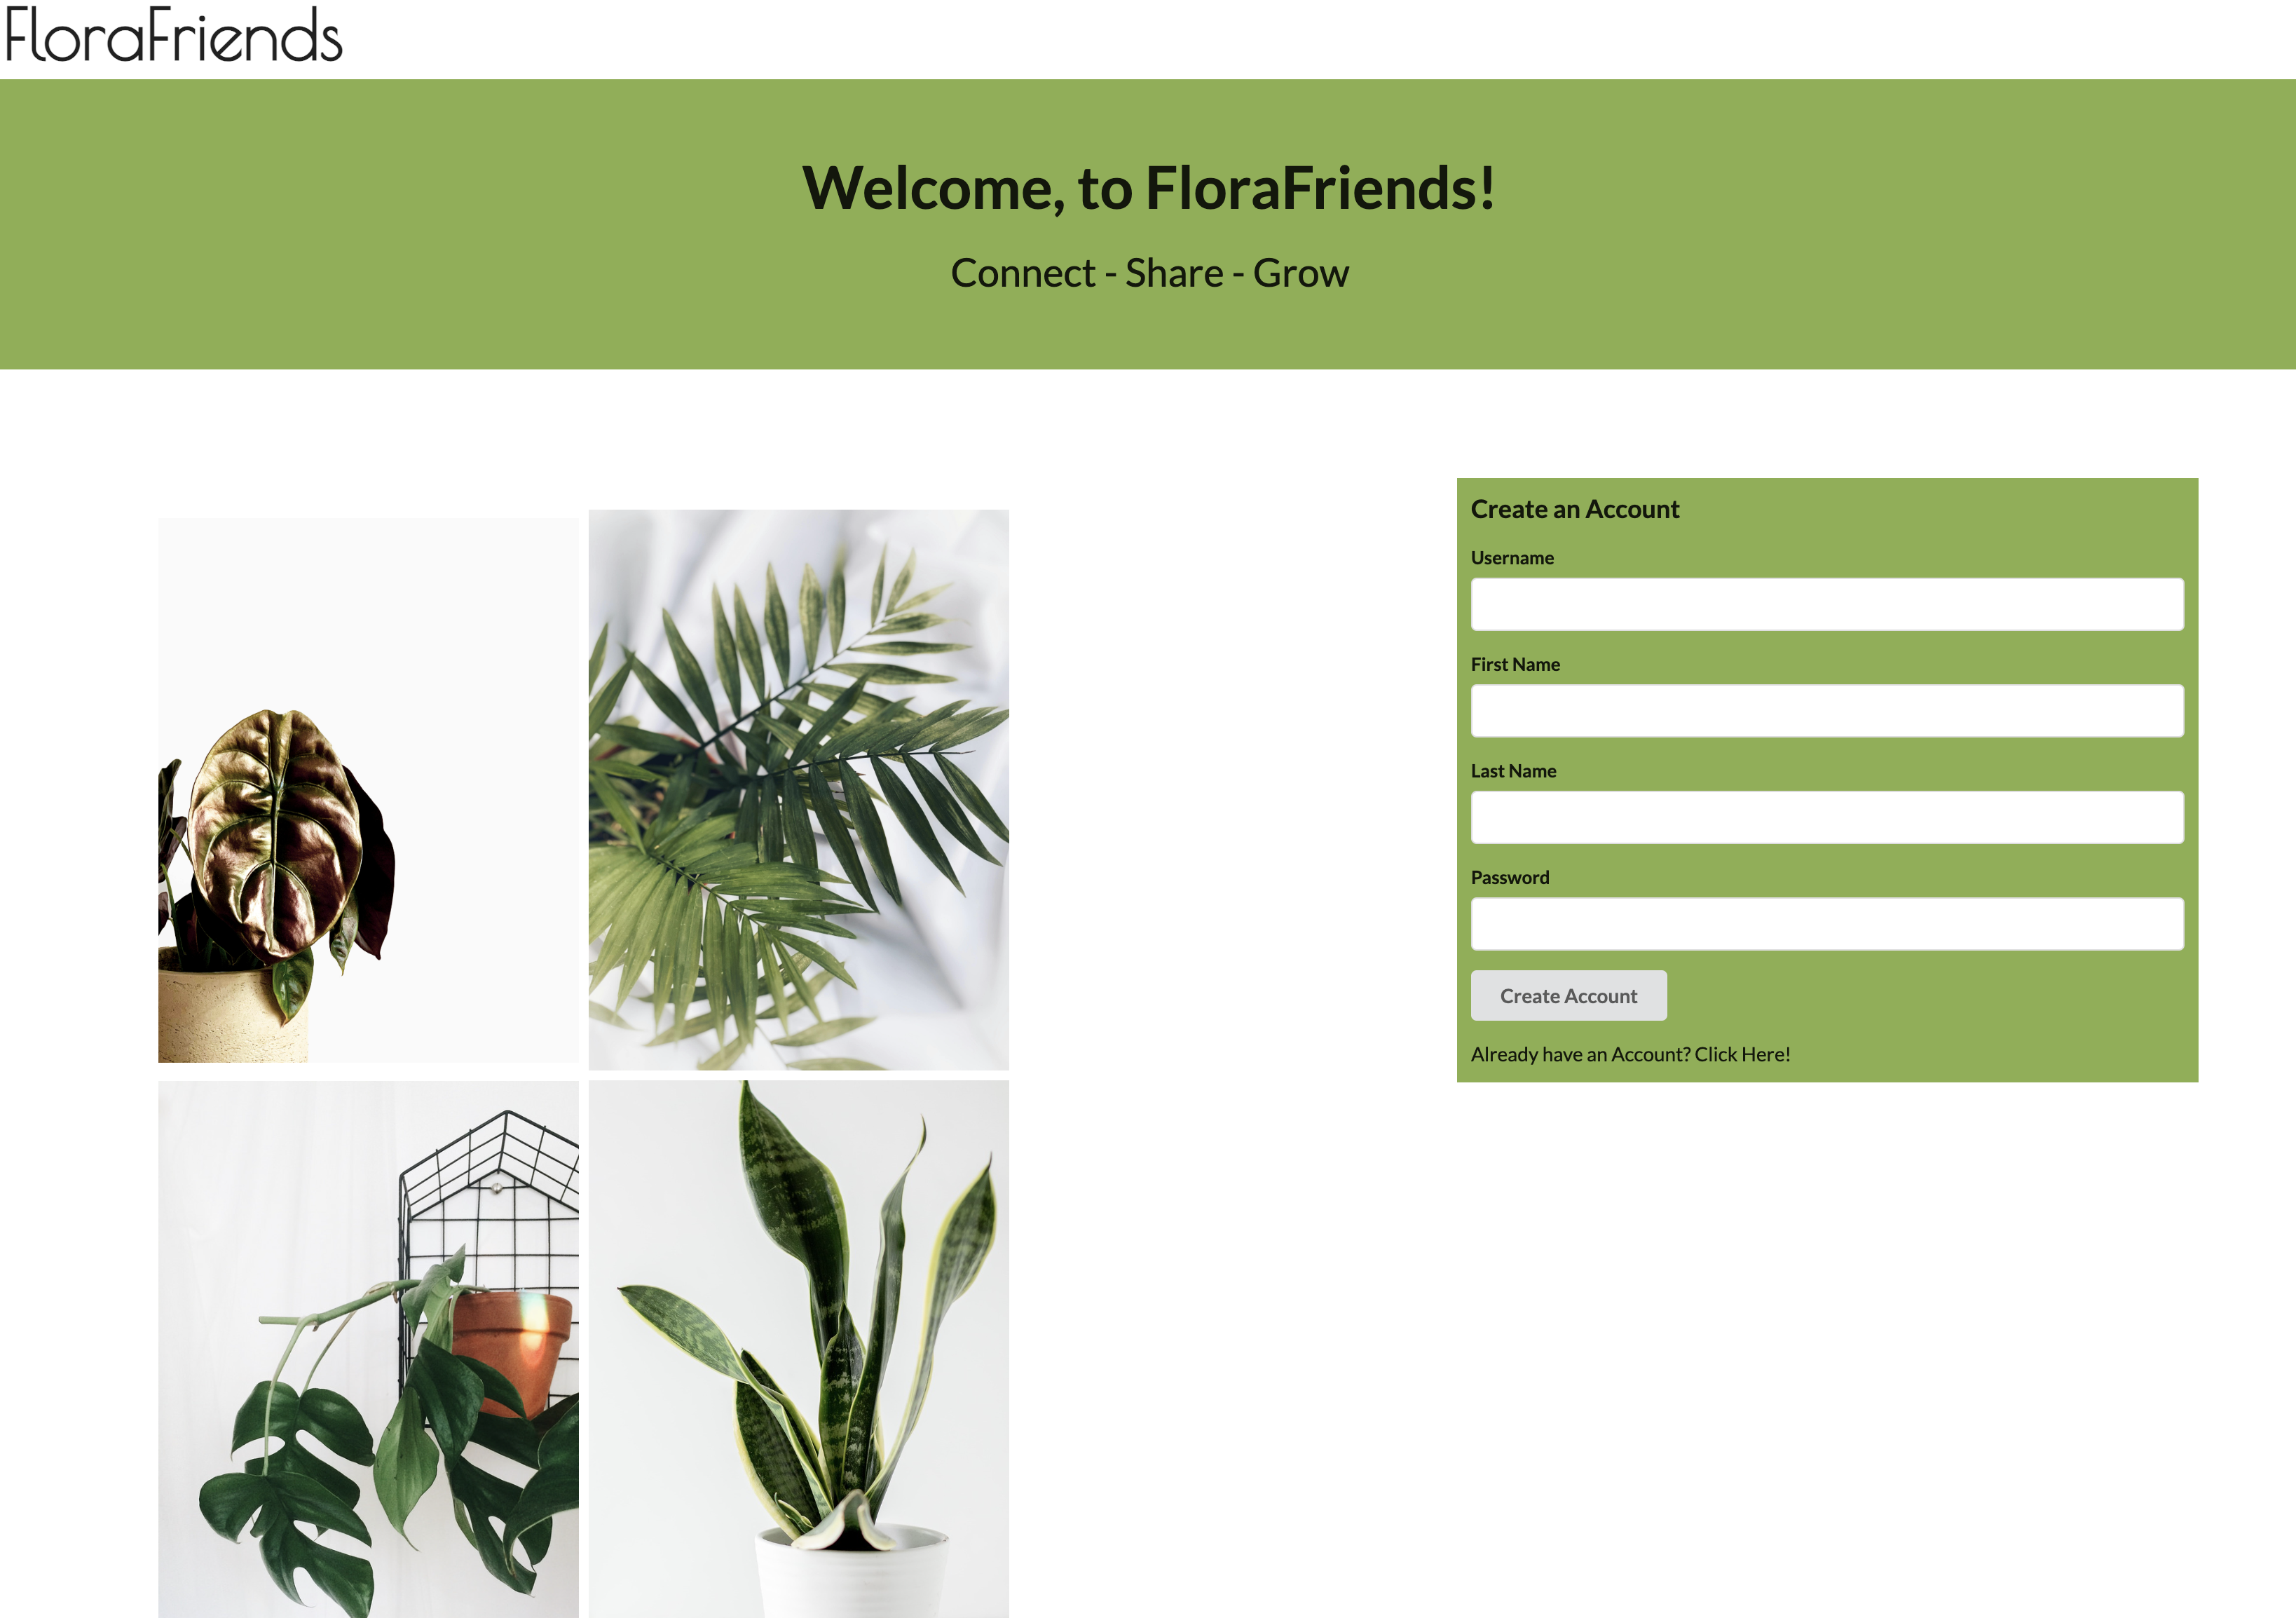 FloraFriends
Welcome, to FloraFriends!
Connect - Share - Grow
Create an Account
Username
First Name
Last Name
Password
Create Account
Already have an Account? Click Here!